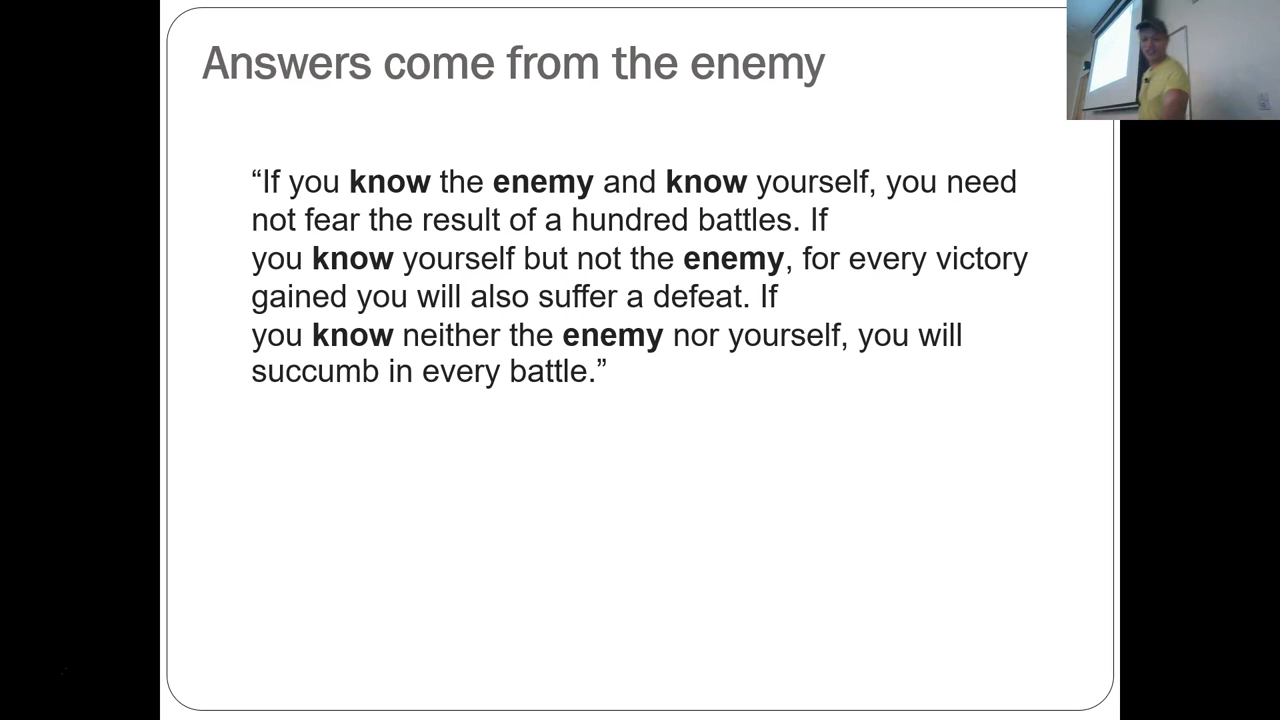 Answers come from the enemy
“If you know the enemy and know yourself, you need
not fear the result of a hundred battles. If
you know yourself but not the enemy, for every victory
gained you will also suffer a defeat. If
you know neither the enemy nor yourself, you will
succumb in every battle.”